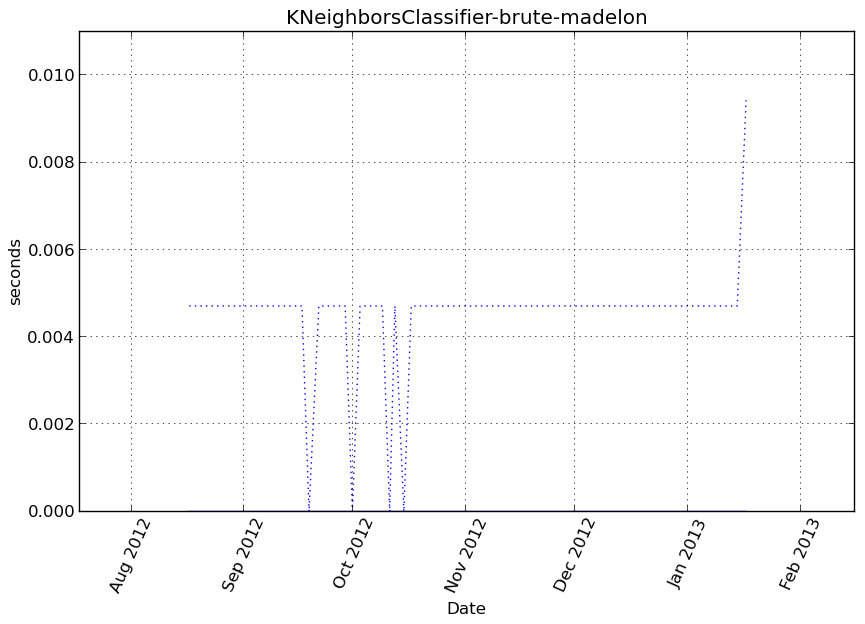 KNeighborsClassifier-brute-madelon
0.010
0.008
0.006
0.004
0.002
0.000
seconds
Aug 2012
Sep 2012
Oct 2012
Nov 2012
Dec 2012
Jan 2013
Feb 2013
Date